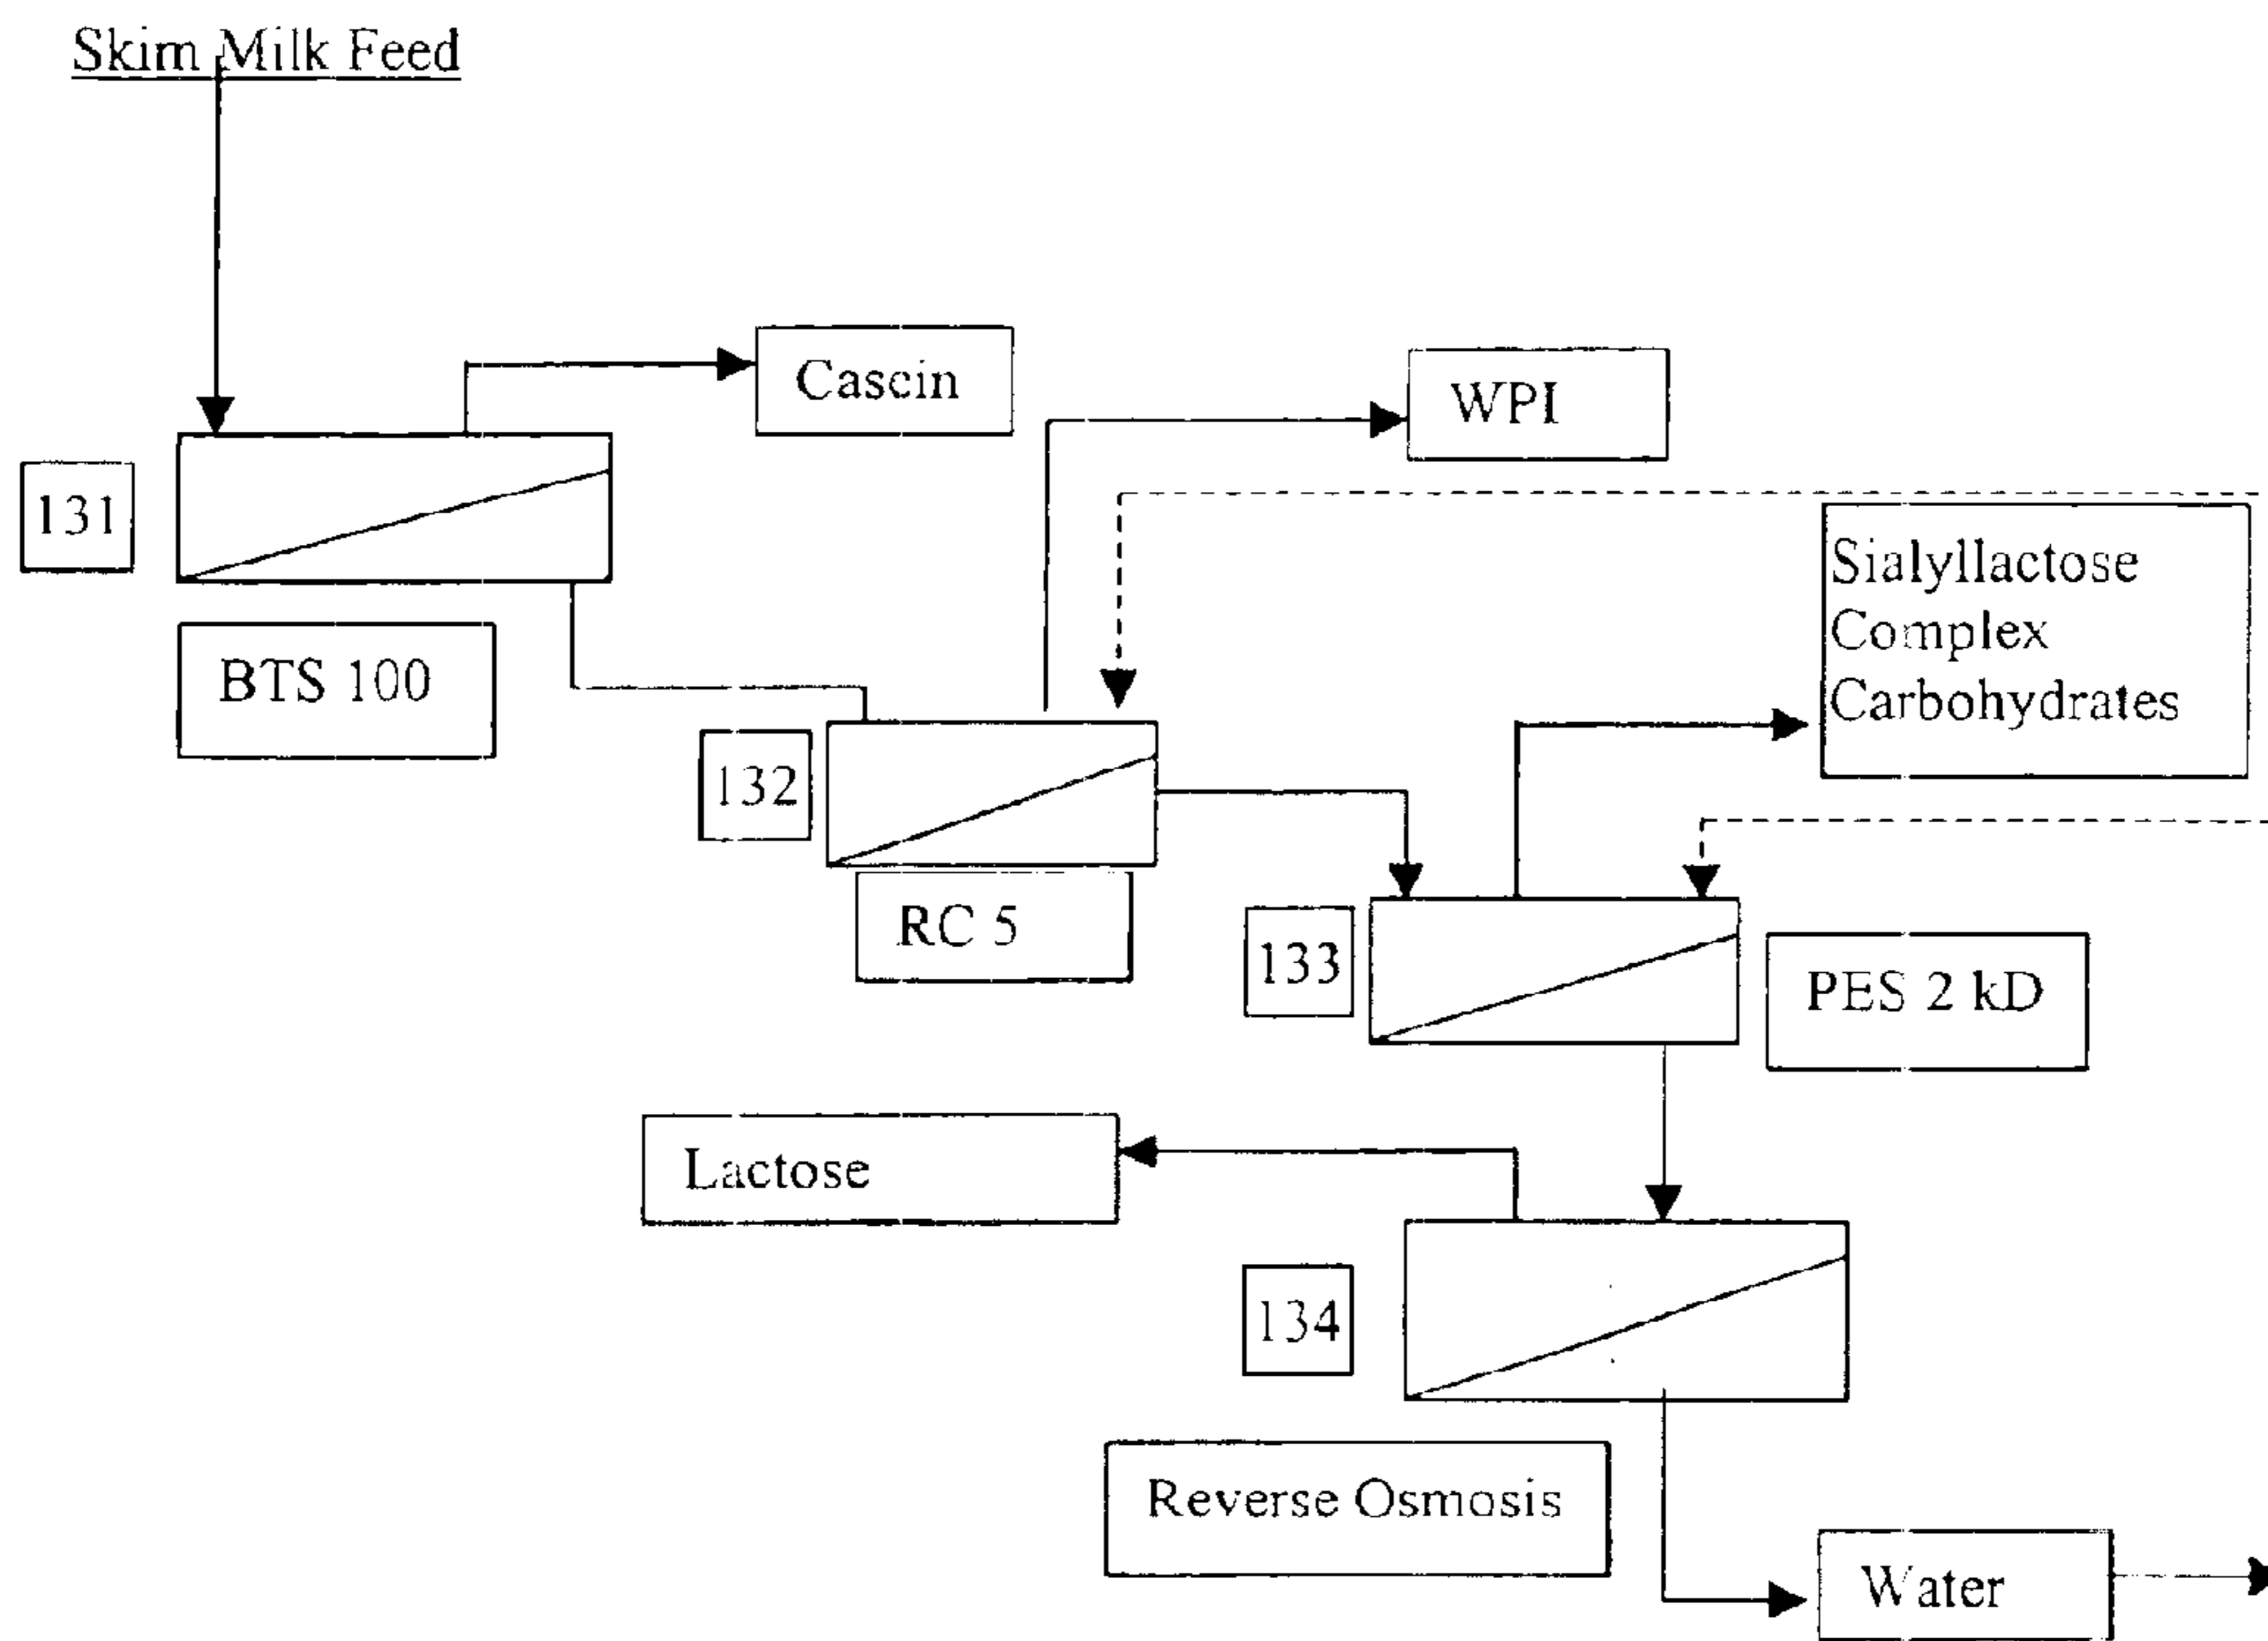 Skim Milk Feed
Casein
WPI
131
Sialyllactose
Complex
Carbohydrates
BTS 100
132
RC 5
133
PES 2 kD
Lactose
134
Reverse Osmosis
Water